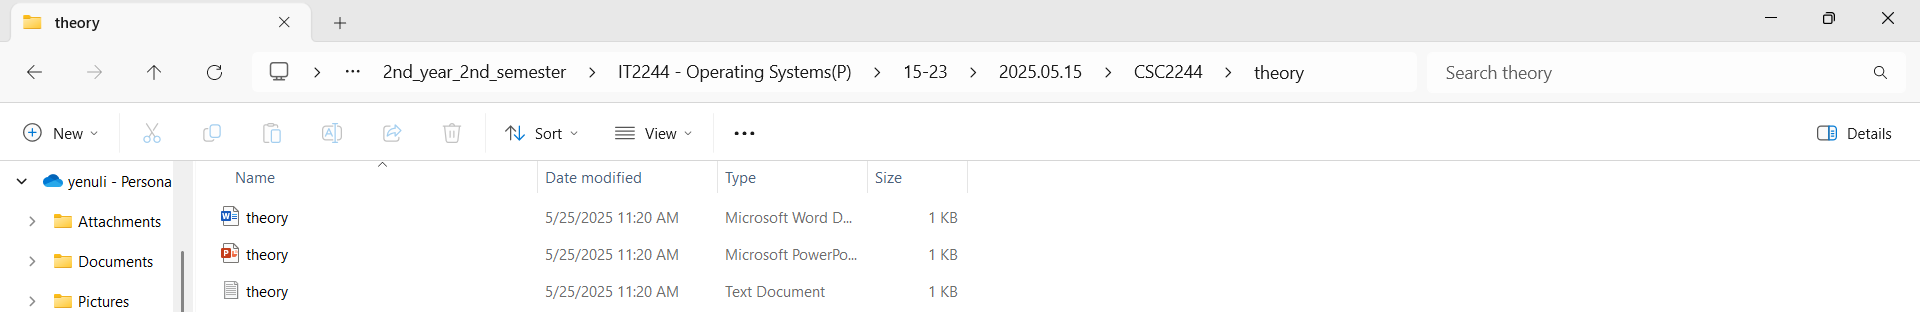 theory
2nd_year_2nd_semester > IT2244 - Operating Systems(P) > 15-23 > 2025.05.15 > CSC2244 > theory
Search theory
New Sort View Details
yenuli - Persona
Attachments
Documents
Pictures
Name Date modified Type Size
theory 5/25/2025 11:20 AM Microsoft Word D... 1 KB
theory 5/25/2025 11:20 AM Microsoft PowerPo... 1 KB
theory 5/25/2025 11:20 AM Text Document 1 KB